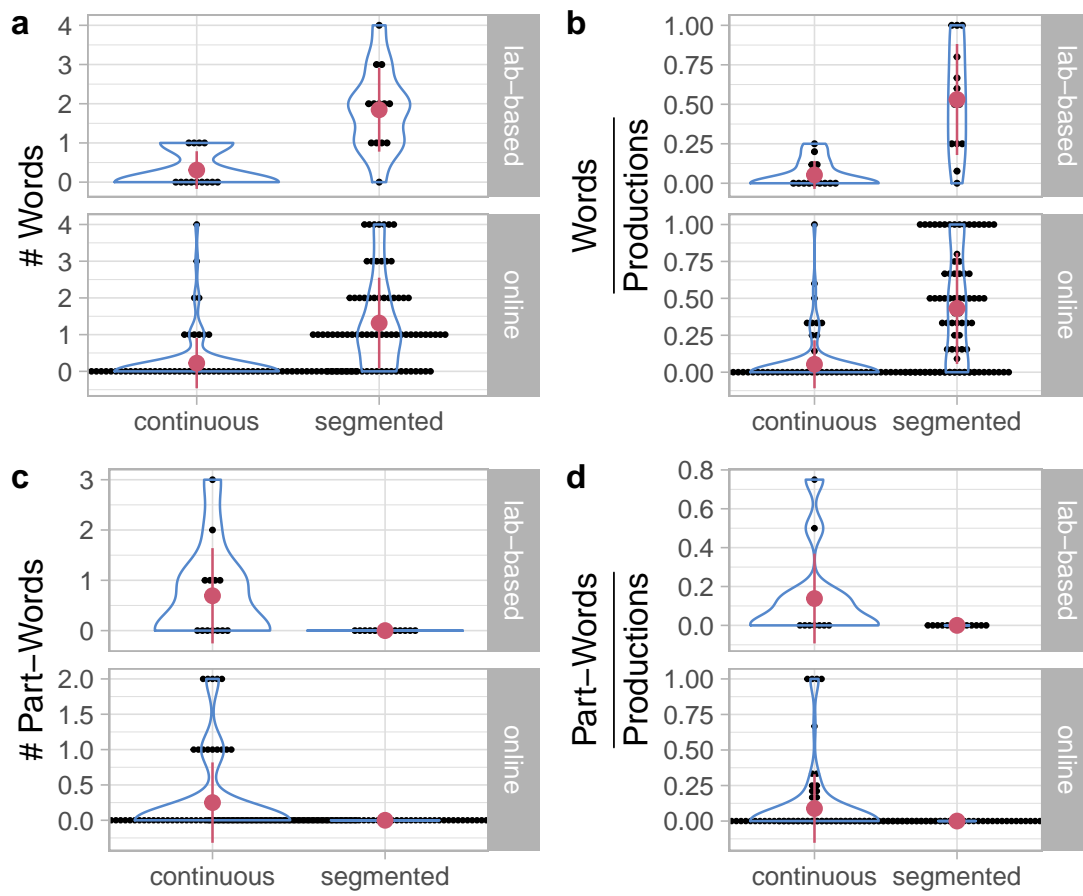 a
# Words
4
3
2
1
0
lab−based
4
3
2
1
0
online
continuous
segmented
b
Words
Productions
1.00
0.75
0.50
0.25
0.00
lab−based
1.00
0.75
0.50
0.25
0.00
online
continuous
segmented
c
# Part−Words
3
2
1
0
lab−based
2.0
1.5
1.0
0.5
0.0
online
continuous
segmented
d
Part−Words
Productions
0.8
0.6
0.4
0.2
0.0
lab−based
1.00
0.75
0.50
0.25
0.00
online
continuous
segmented